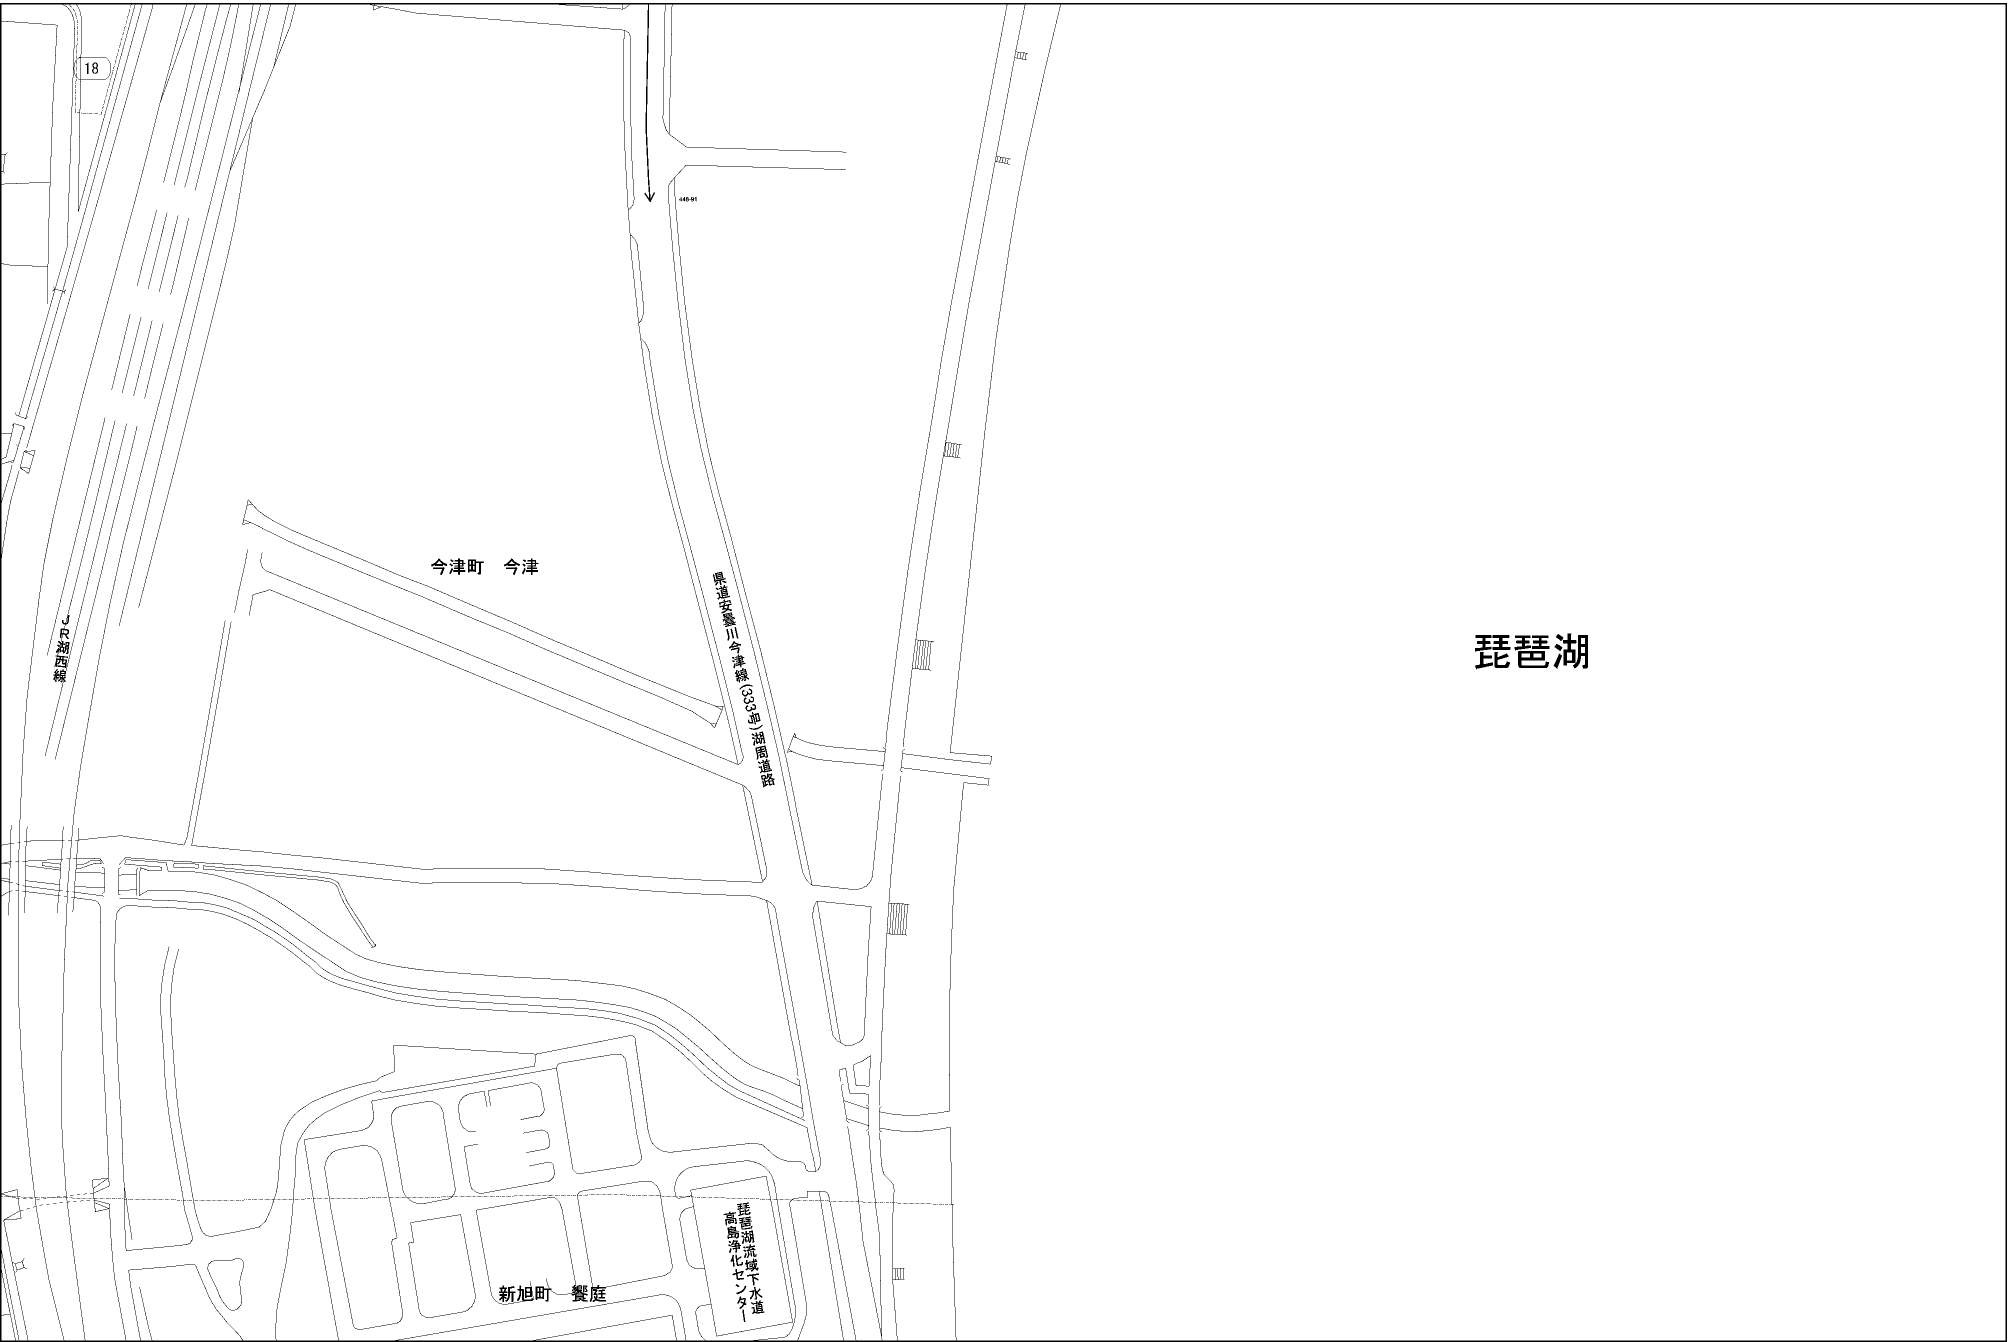 18
448-91
今津町　今津
県道安曇川今津線(333号)湖周道路
JR湖西線
琵琶湖
琵琶湖流域下水道
高島浄化センター
新旭町　饗庭